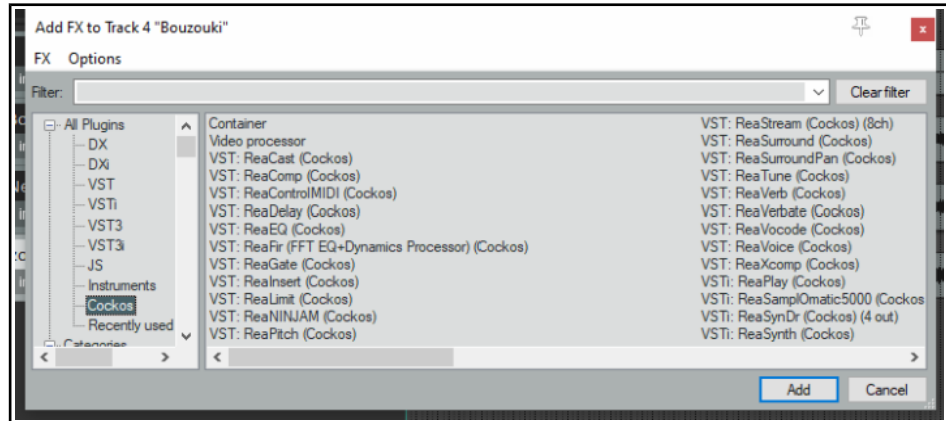 Add FX to Track 4 "Bouzouki"
FX Options
Filter:
Clear filter
All Plugins
DX
DXi
VST
VSTi
VST3
VST3i
JS
Instruments
Cockos
Recently used
Categories
Container
Video processor
VST: ReaCast (Cockos)
VST: ReaComp (Cockos)
VST: ReaControlMIDI (Cockos)
VST: ReaDelay (Cockos)
VST: ReaEQ (Cockos)
VST: ReaFir (FFT EQ+Dynamics Processor) (Cockos)
VST: ReaGate (Cockos)
VST: ReaInsert (Cockos)
VST: ReaLimit (Cockos)
VST: ReaNINJAM (Cockos)
VST: ReaPitch (Cockos)
VST: ReaStream (Cockos) (8ch)
VST: ReaSurround (Cockos)
VST: ReaSurroundPan (Cockos)
VST: ReaTune (Cockos)
VST: ReaVerb (Cockos)
VST: ReaVerbate (Cockos)
VST: ReaVocode (Cockos)
VST: ReaVoice (Cockos)
VST: ReaXcomp (Cockos)
VSTi: ReaPlay (Cockos)
VSTi: ReaSamplOmatic5000 (Cockos
VSTi: ReaSynDr (Cockos) (4 out)
VSTi: ReaSynth (Cockos)
Add
Cancel